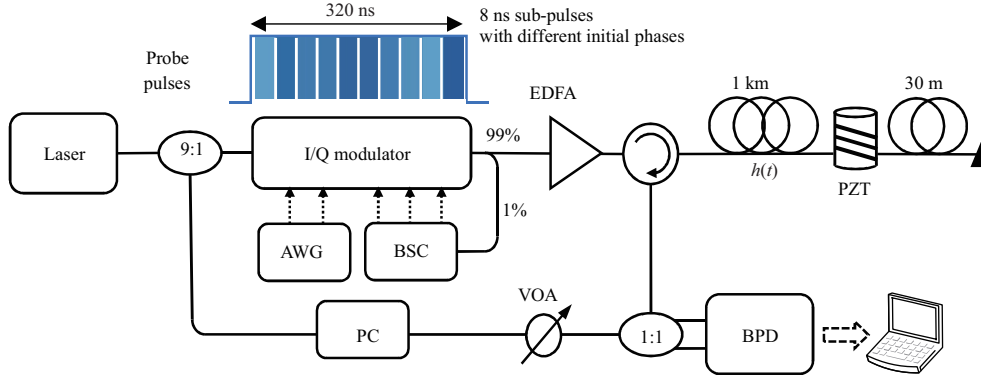 320 ns
8 ns sub-pulses
with different initial phases
Probe
pulses
EDFA
1 km
30 m
Laser
9:1
I/Q modulator
99%
h(t)
PZT
1%
AWG
BSC
VOA
PC
1:1
BPD